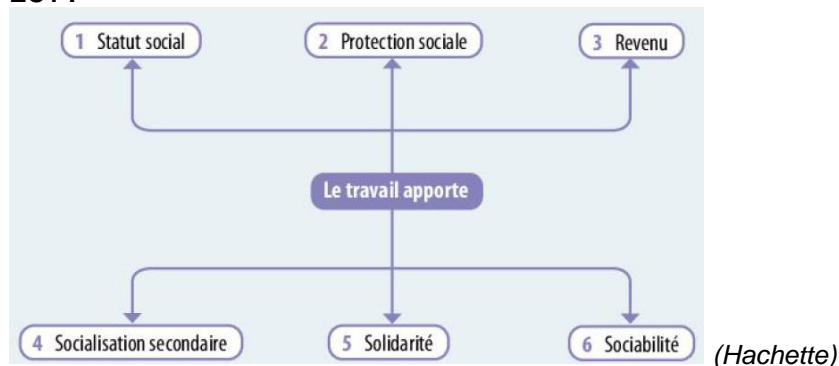 1 Statut social
2 Protection sociale
3 Revenu
Le travail apporte
4 Socialisation secondaire
5 Solidarité
6 Sociabilité
(Hachette)